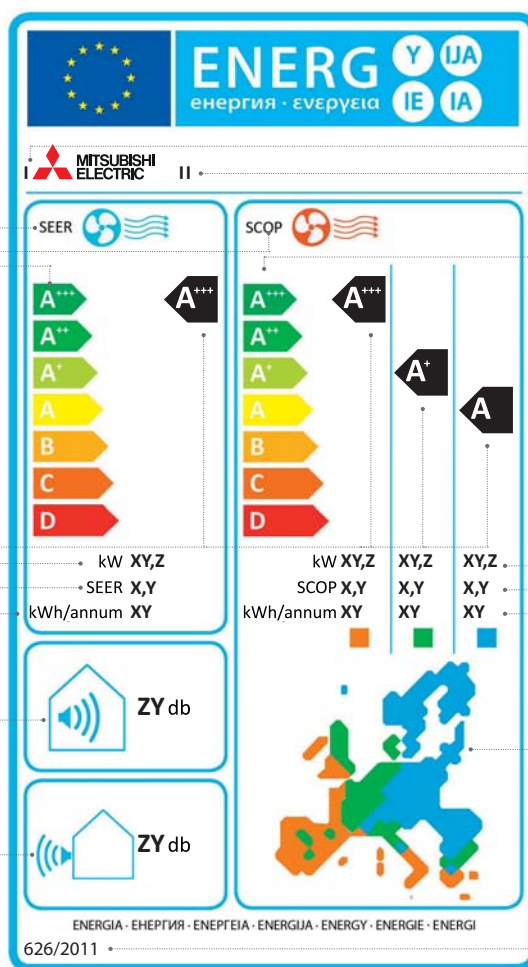 ENERG Y IJA
енергия · ενεργεια IE IA
I MITSUBISHI ELECTRIC II
SEER
A+++ A+++
A++
A+
A
B
C
D
kW XY,Z
SEER X,Y
kWh/annum XY
SCOP
A+++ A+++
A++
A+ A+
A A
B
C
D
kW XY,Z XY,Z XY,Z
SCOP X,Y X,Y X,Y
kWh/annum XY XY XY
ZY db
ZY db
ENERGIA · ЕНЕРГИЯ · ΕΝΕΡΓΕΙΑ · ENERGIJA · ENERGY · ENERGIE · ENERGI
626/2011